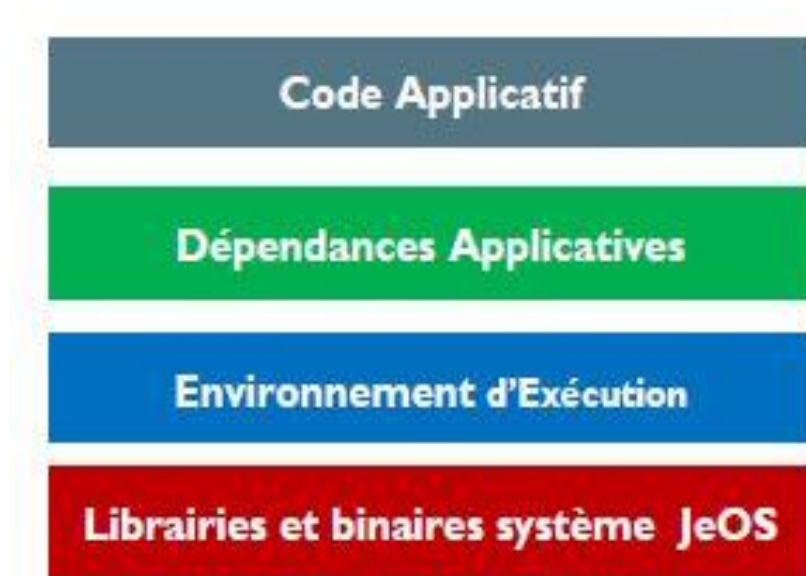 Code Applicatif
Dépendances Applicatives
Environnement d'Exécution
Librairies et binaires système JeOS